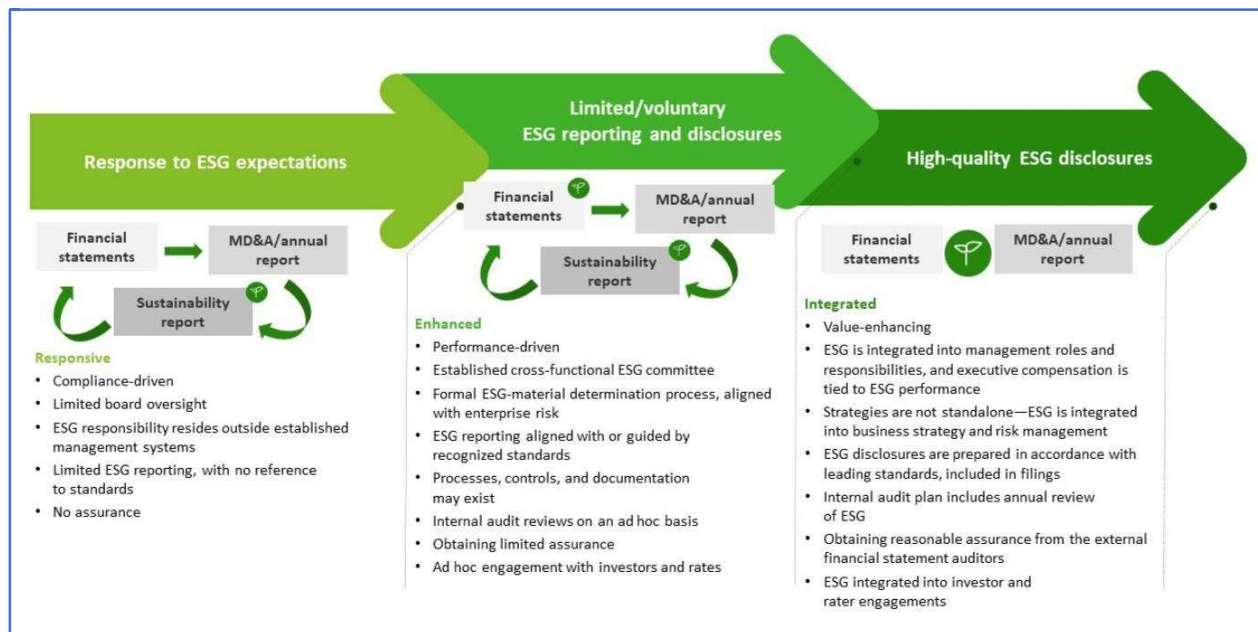 Response to ESG expectations
Limited/voluntary
ESG reporting and disclosures
High-quality ESG disclosures
Financial
statements
MD&A/annual
report
Sustainability
report
Responsive
• Compliance-driven
• Limited board oversight
• ESG responsibility resides outside established
management systems
• Limited ESG reporting, with no reference
to standards
• No assurance
Financial
statements
MD&A/annual
report
Sustainability
report
Enhanced
• Performance-driven
• Established cross-functional ESG committee
• Formal ESG-material determination process, aligned
with enterprise risk
• ESG reporting aligned with or guided by
recognized standards
• Processes, controls, and documentation
may exist
• Internal audit reviews on an ad hoc basis
• Obtaining limited assurance
• Ad hoc engagement with investors and rates
Financial
statements
MD&A/annual
report
Integrated
• Value-enhancing
• ESG is integrated into management roles and
responsibilities, and executive compensation is
tied to ESG performance
• Strategies are not standalone—ESG is integrated
into business strategy and risk management
• ESG disclosures are prepared in accordance with
leading standards, included in filings
• Internal audit plan includes annual review
of ESG
• Obtaining reasonable assurance from the external
financial statement auditors
• ESG integrated into investor and
rater engagements